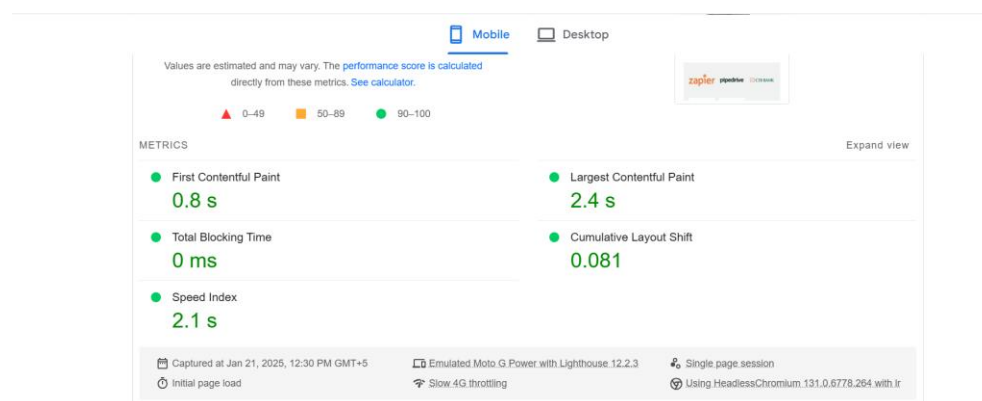 Mobile
Desktop
Values are estimated and may vary. The performance score is calculated
directly from these metrics. See calculator.
0–49
50–89
90–100
zapier pipedrive
METRICS
Expand view
First Contentful Paint
0.8 s
Largest Contentful Paint
2.4 s
Total Blocking Time
0 ms
Cumulative Layout Shift
0.081
Speed Index
2.1 s
Captured at Jan 21, 2025, 12:30 PM GMT+5
Emulated Moto G Power with Lighthouse 12.2.3
Single page session
Initial page load
Slow 4G throttling
Using HeadlessChromium 131.0.6778.264 with lr